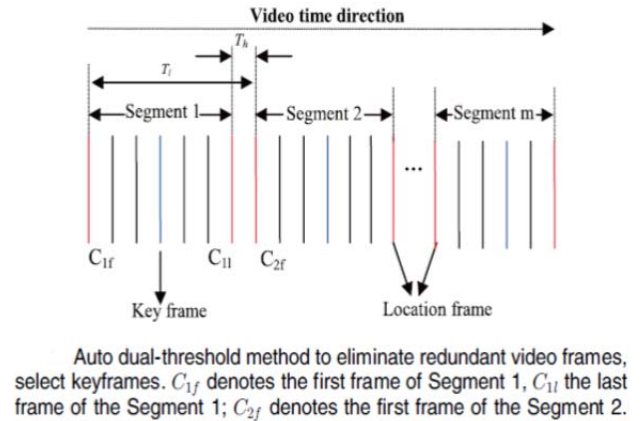 Video time direction
Tₕ
Tₗ
Segment 1
Segment 2
Segment m
...
C₁f C₁l C₂f
Key frame
Location frame
Auto dual-threshold method to eliminate redundant video frames,
select keyframes. C₁f denotes the first frame of Segment 1, C₁l the last
frame of the Segment 1; C₂f denotes the first frame of the Segment 2.